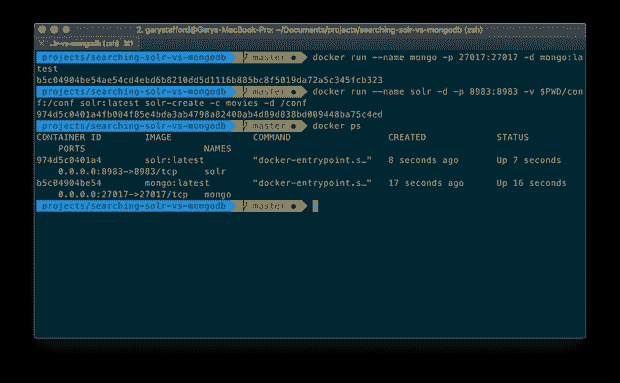 2. garystafford@Garys-MacBook-Pro: ~/Documents/projects/searching-solr-vs-mongodb (zsh)
projects/searching-solr-vs-mongodb master ● docker run --name mongo -p 27017:27017 -d mongo:la
test
b5c04904be54ae54cd4ebd6b8210dd5d1116b885bc8f5019da72a5c345fcb323
projects/searching-solr-vs-mongodb master ● docker run --name solr -d -p 8983:8983 -v $PWD/con
f:/conf solr:latest solr-create -c movies -d /conf
974d5c0401a4fb004f85e4bda3ab4798a82400ab4d89d838bd009448ba75c4ed
projects/searching-solr-vs-mongodb master ● docker ps
CONTAINER ID IMAGE COMMAND CREATED STATUS
PORTS NAMES
974d5c0401a4 solr:latest "docker-entrypoint.s…" 8 seconds ago Up 7 seconds
0.0.0.0:8983->8983/tcp solr
b5c04904be54 mongo:latest "docker-entrypoint.s…" 17 seconds ago Up 16 seconds
0.0.0.0:27017->27017/tcp mongo
projects/searching-solr-vs-mongodb master ●